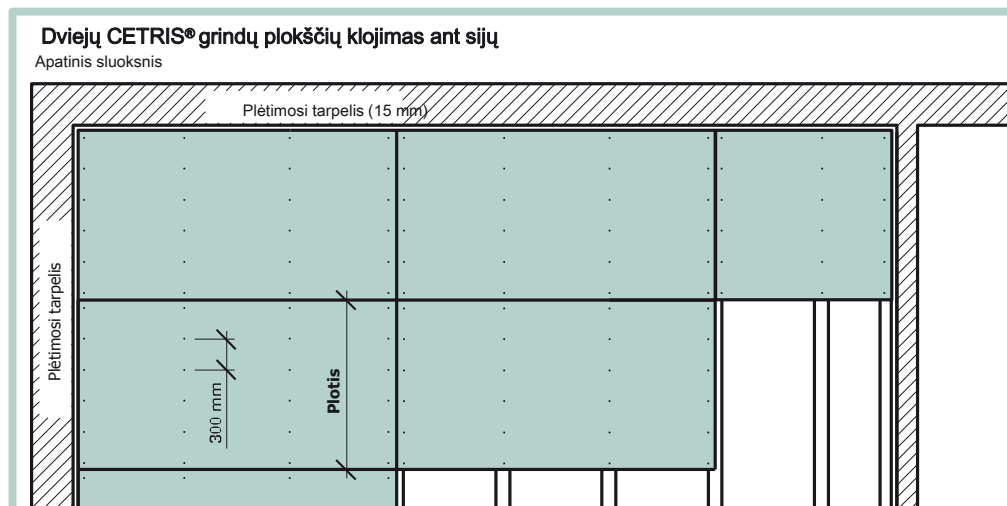 Dviejų CETRIS® grindų plokščių klojimas ant sijų
Apatinis sluoksnis
Plėtimosi tarpelis (15 mm)
Plėtimosi tarpelis
300 mm
Plotis